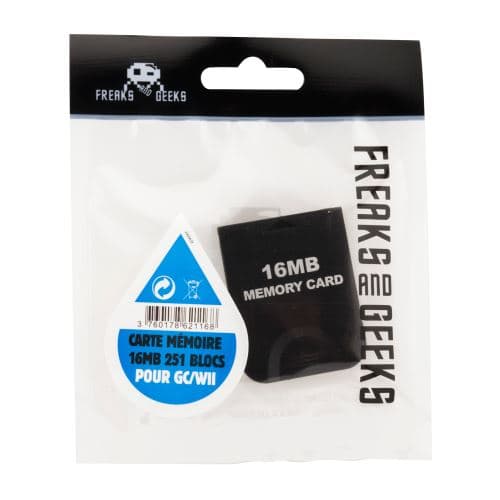 FREAKS AND GEEKS
FREAKS AND GEEKS
16MB
MEMORY CARD
3 760178 621168
CARTE MÉMOIRE
16MB 251 BLOCS
POUR GC/WII